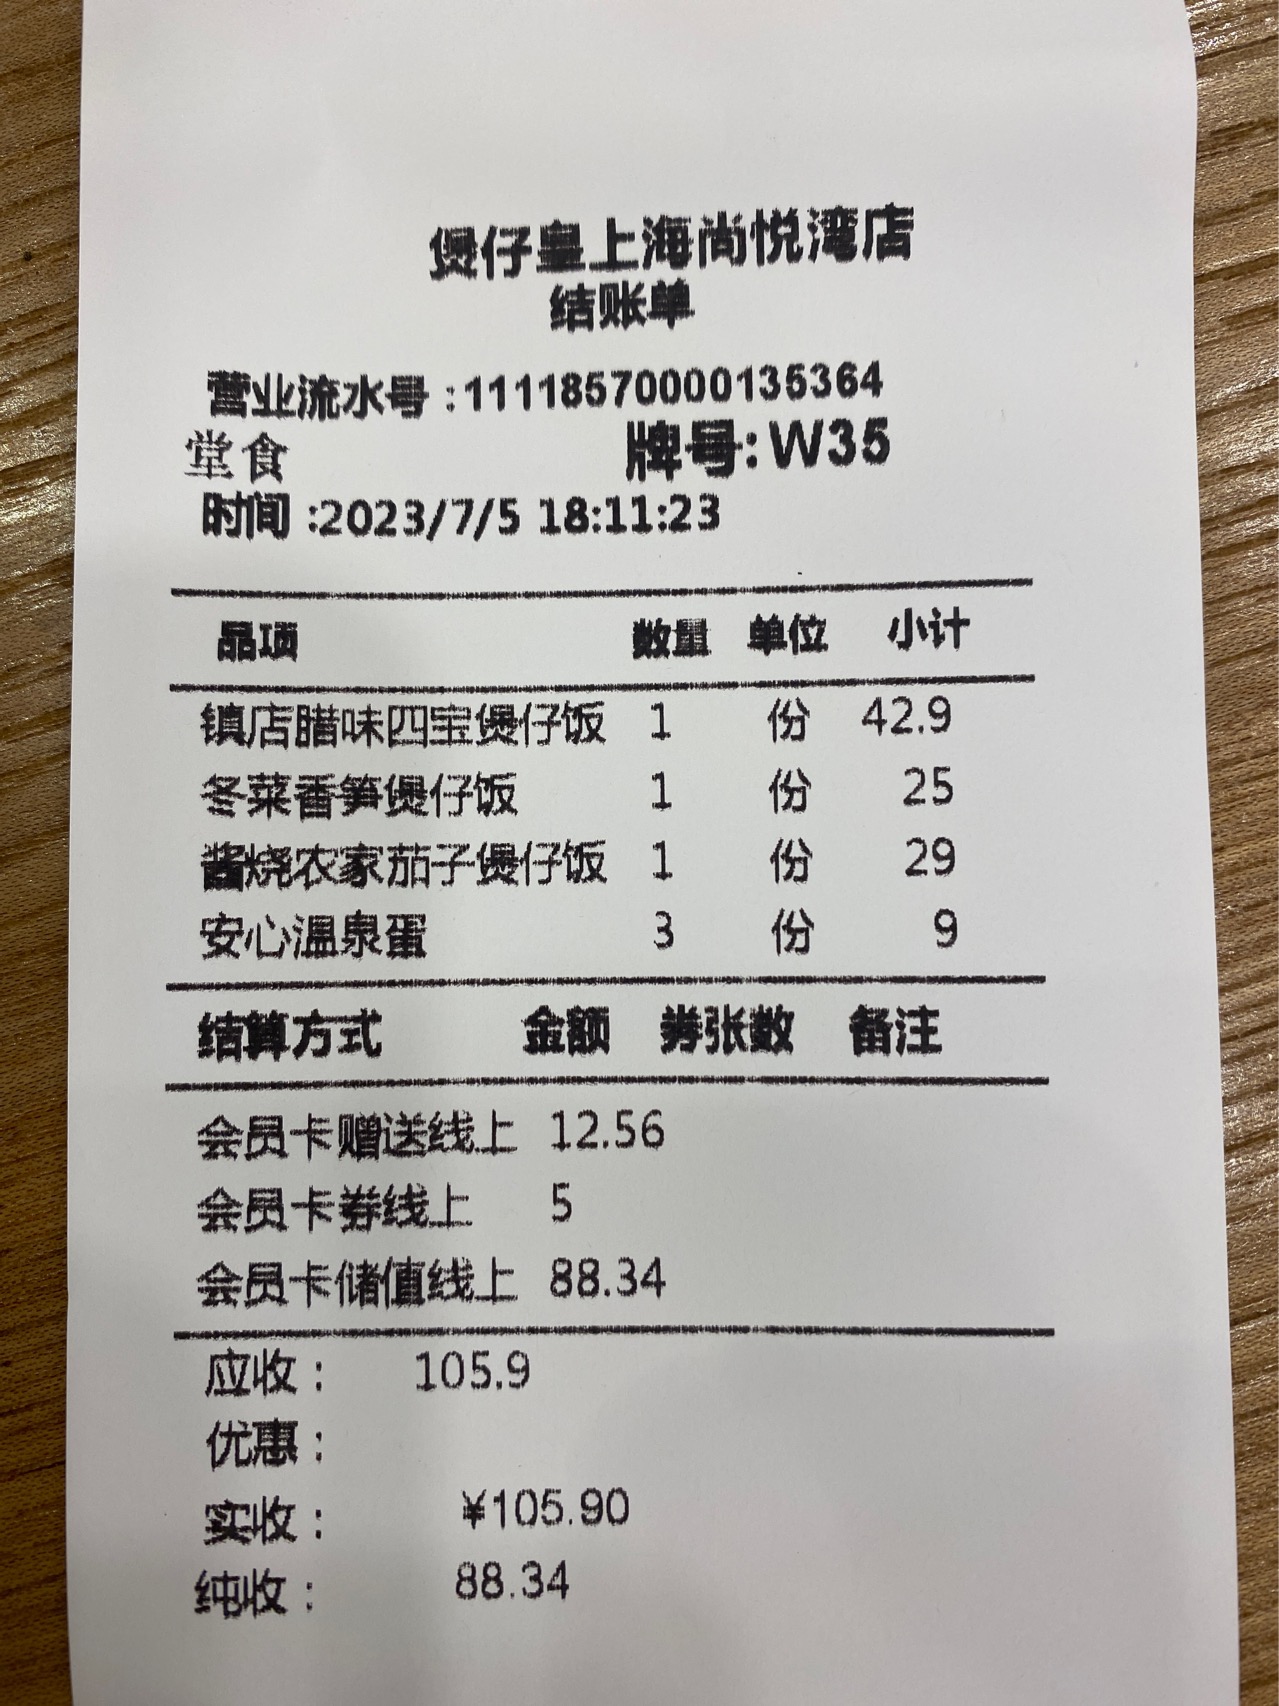 煲仔皇上海尚悦湾店
结账单
营业流水号:11118570000135364
堂食 牌号:W35
时间:2023/7/5 18:11:23
品项 数量 单位 小计
镇店腊味四宝煲仔饭 1 份 42.9
冬菜香笋煲仔饭 1 份 25
酱烧农家茄子煲仔饭 1 份 29
安心温泉蛋 3 份 9
结算方式 金额 券张数 备注
会员卡赠送线上 12.56
会员卡券线上 5
会员卡储值线上 88.34
应收: 105.9
优惠:
实收: ¥105.90
纯收: 88.34